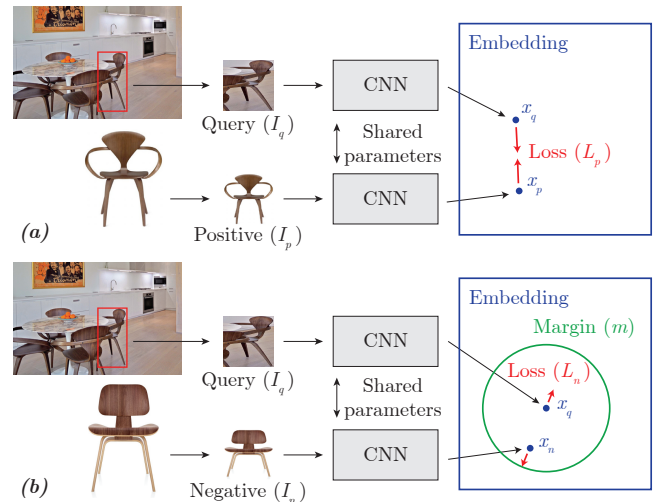 Embedding
CNN
Query (I_q)
x_q
Shared
parameters
Loss (L_p)
CNN
x_p
Positive (I_p)
(a)
Embedding
Margin (m)
CNN
Query (I_q)
Loss (L_n)
x_q
Shared
parameters
x_n
CNN
Negative (I_n)
(b)